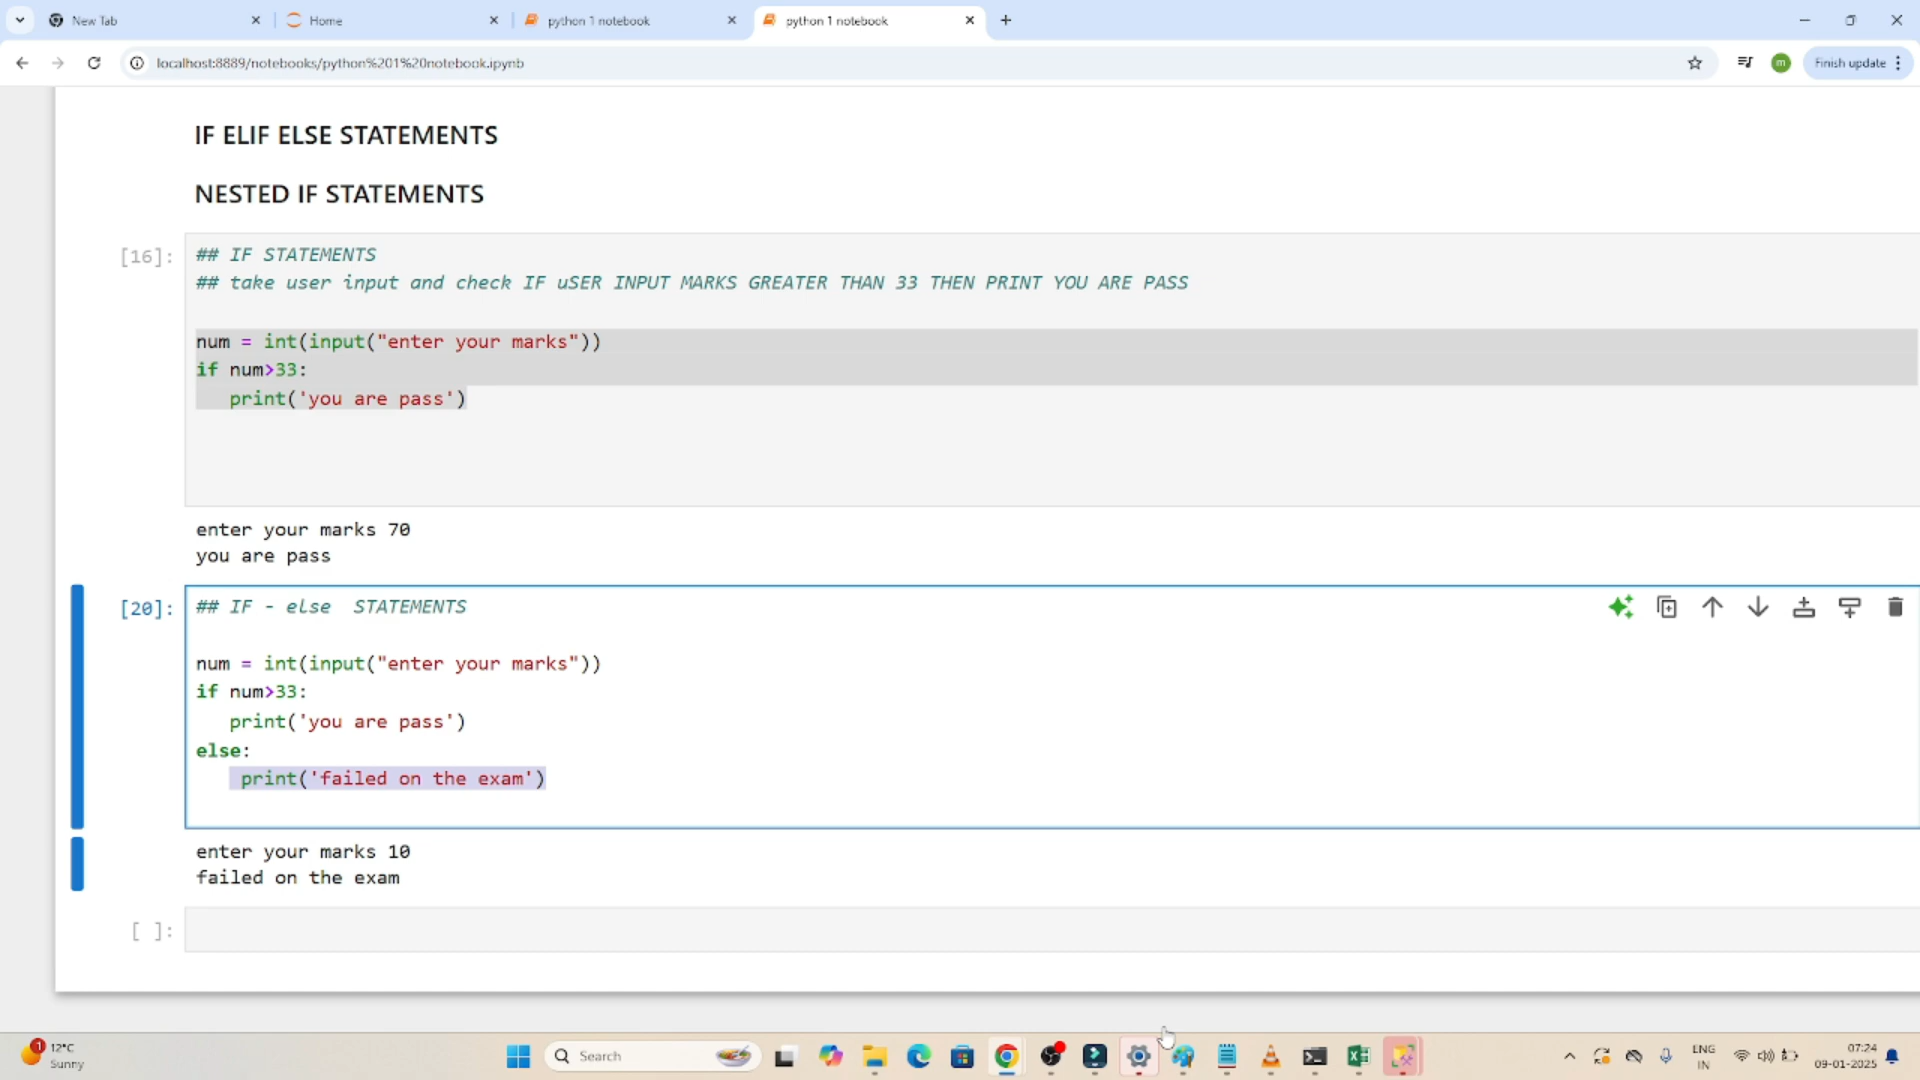 New Tab
Home
python 1 notebook
python 1 notebook
localhost:8889/notebooks/python%201%20notebook.ipynb
m
Finish update
IF ELIF ELSE STATEMENTS
NESTED IF STATEMENTS
[16]:
## IF STATEMENTS
## take user input and check IF uSER INPUT MARKS GREATER THAN 33 THEN PRINT YOU ARE PASS
num = int(input("enter your marks"))
if num>33:
print('you are pass')
enter your marks 70
you are pass
[20]:
## IF - else  STATEMENTS
num = int(input("enter your marks"))
if num>33:
print('you are pass')
else:
print('failed on the exam')
enter your marks 10
failed on the exam
[ ]:
1
12°C
Sunny
Search
ENG
IN
07:24
09-01-2025